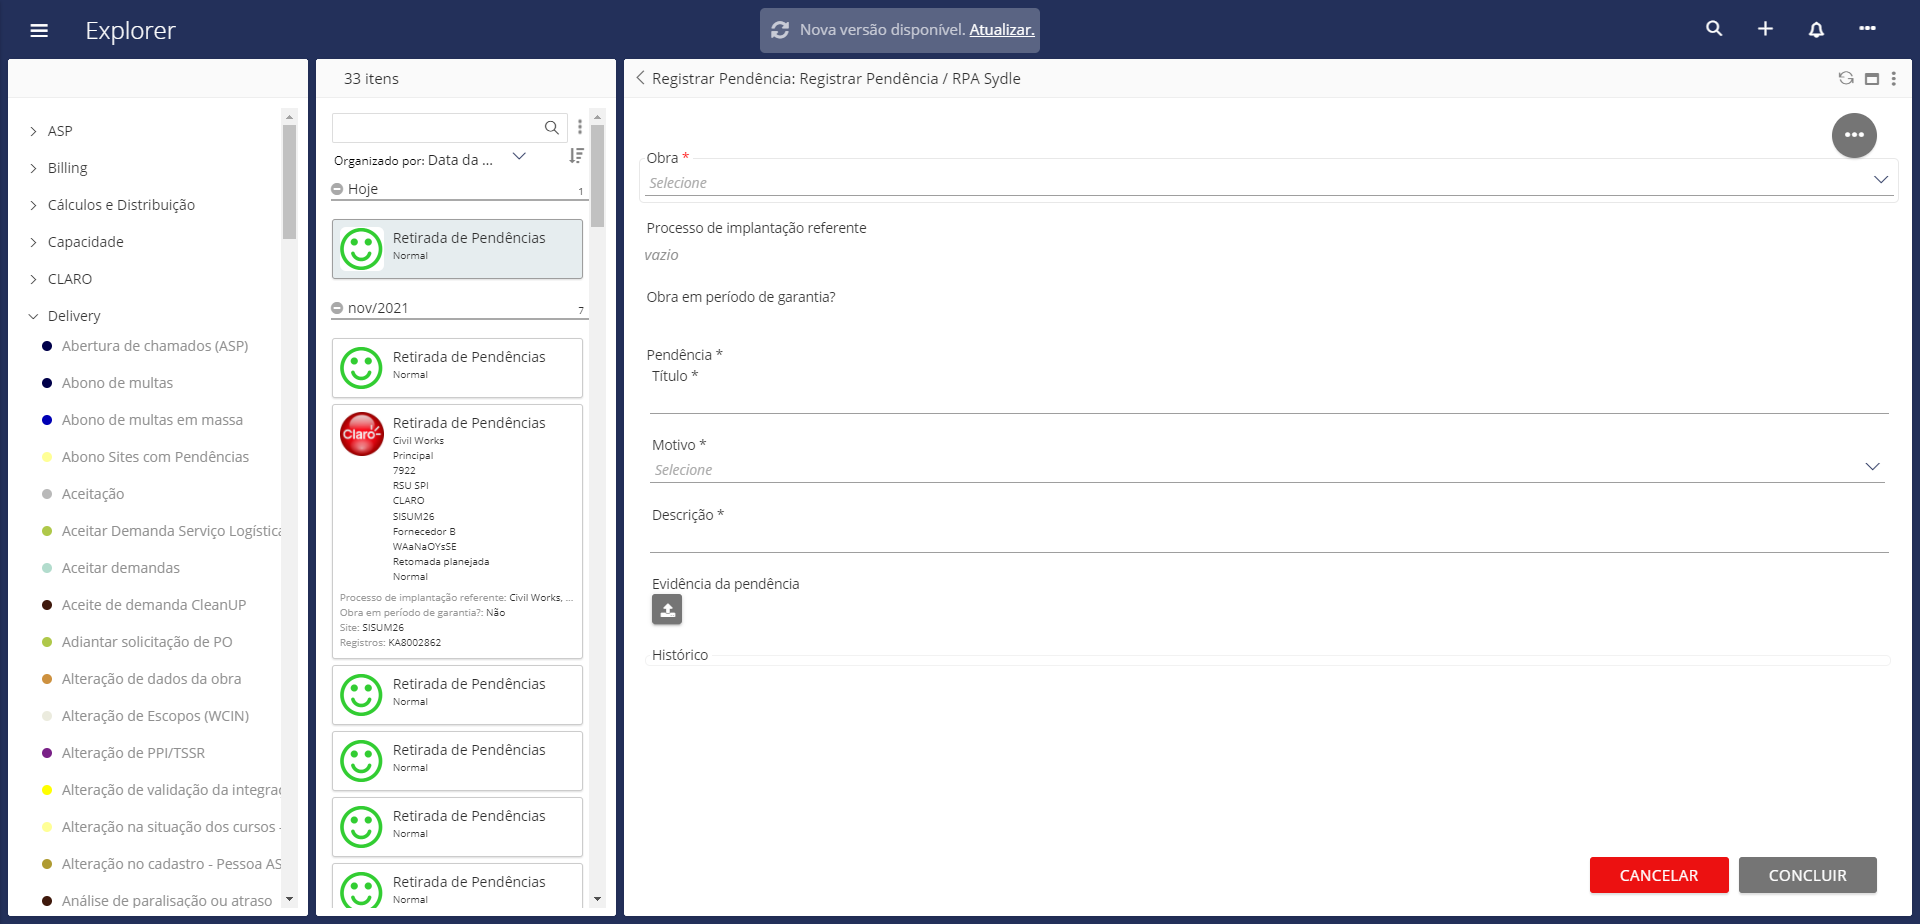 Explorer
Nova versão disponível. Atualizar.
33 itens
Registrar Pendência: Registrar Pendência / RPA Sydle
ASP
Billing
Cálculos e Distribuição
Capacidade
CLARO
Delivery
Abertura de chamados (ASP)
Abono de multas
Abono de multas em massa
Abono Sites com Pendências
Aceitação
Aceitar Demanda Serviço Logística
Aceitar demandas
Aceite de demanda CleanUP
Adiantar solicitação de PO
Alteração de dados da obra
Alteração de Escopos (WCIN)
Alteração de PPI/TSSR
Alteração de validação da integraç
Alteração na situação dos cursos -
Alteração no cadastro - Pessoa AS
Análise de paralisação ou atraso
Organizado por: Data da ...
Hoje 1
Retirada de Pendências
Normal
nov/2021 7
Retirada de Pendências
Normal
Claro
Retirada de Pendências
Civil Works
Principal
7922
RSU SPI
CLARO
SISUM26
Fornecedor B
WAaNaOYsSE
Retomada planejada
Normal
Processo de implantação referente: Civil Works, ...
Obra em período de garantia?: Não
Site: SISUM26
Registros: KA8002862
Retirada de Pendências
Normal
Retirada de Pendências
Normal
Retirada de Pendências
Normal
Retirada de Pendências
Normal
Obra *
Selecione
Processo de implantação referente
vazio
Obra em período de garantia?
Pendência *
Título *
Motivo *
Selecione
Descrição *
Evidência da pendência
Histórico
CANCELAR
CONCLUIR